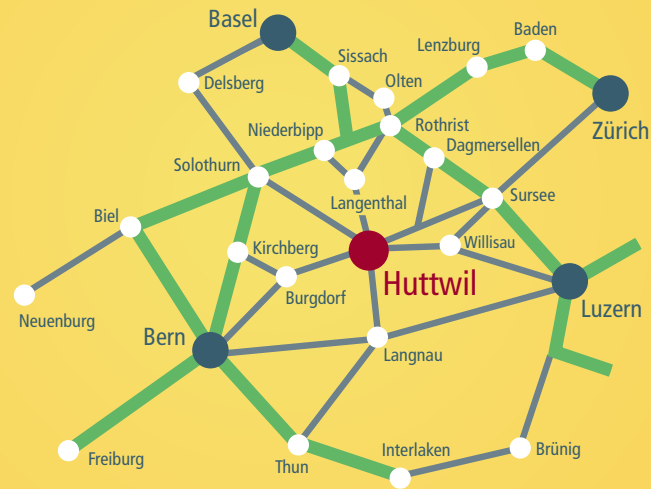 Basel
Baden
Sissach
Lenzburg
Delsberg
Olten
Niederbipp
Rothrist
Zürich
Dagmersellen
Solothurn
Langenthal
Sursee
Biel
Kirchberg
Willisau
Huttwil
Burgdorf
Luzern
Neuenburg
Bern
Langnau
Freiburg
Thun
Interlaken
Brünig